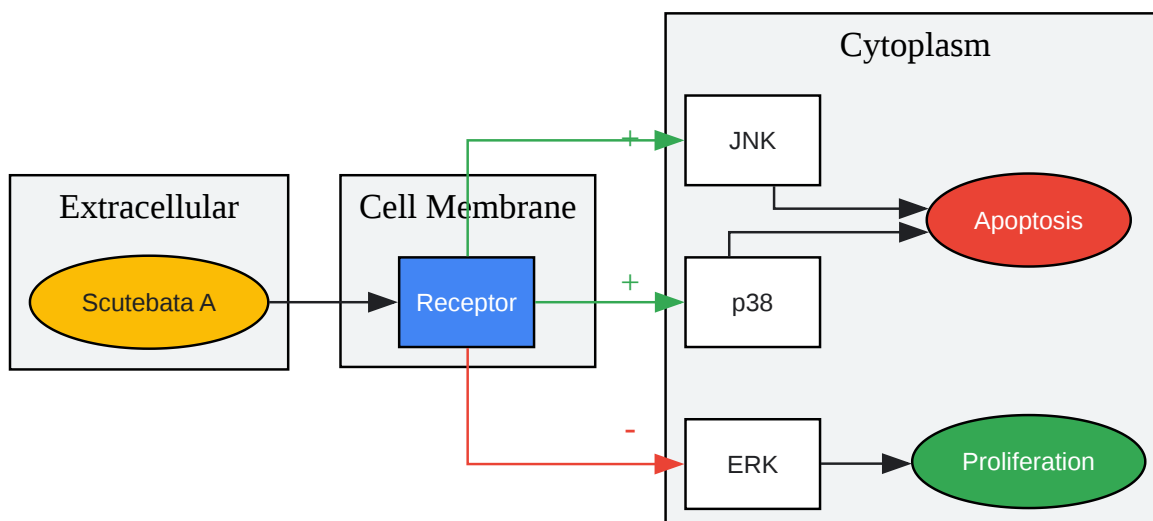 Cytoplasm
+
JNK
Extracellular
Cell Membrane
Apoptosis
Scutebata A
Receptor
+
p38
-
ERK
Proliferation